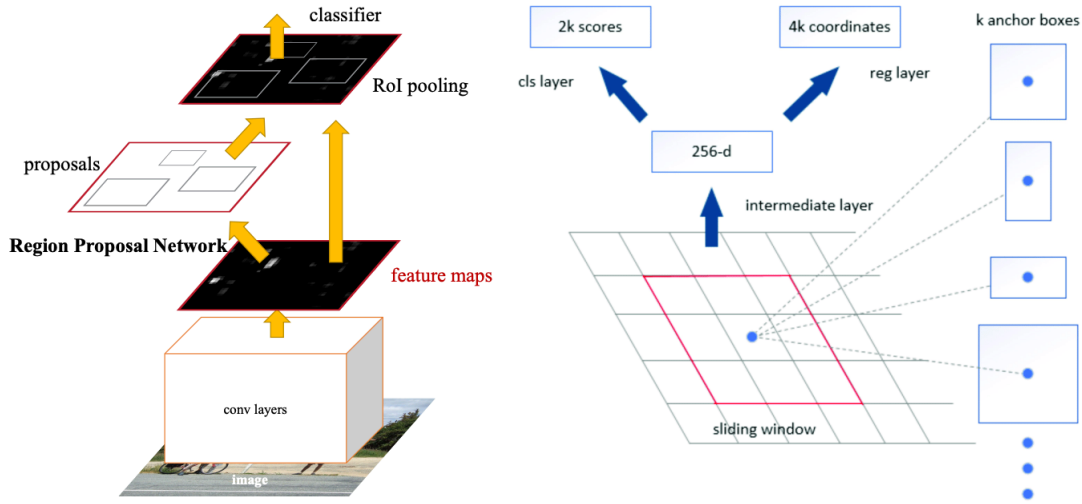 classifier
RoI pooling
proposals
Region Proposal Network
feature maps
conv layers
image
2k scores
4k coordinates
k anchor boxes
cls layer
reg layer
256-d
intermediate layer
sliding window